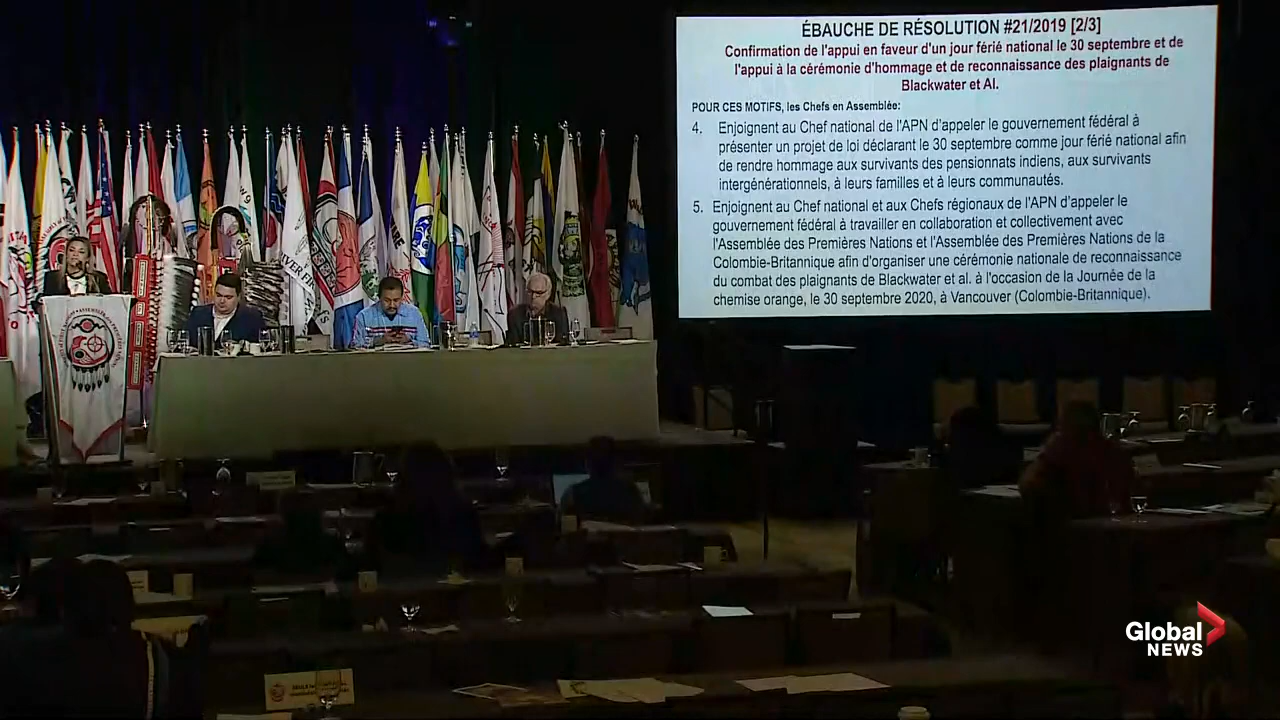 ÉBAUCHE DE RÉSOLUTION #21/2019 [2/3]
Confirmation de l'appui en faveur d'un jour férié national le 30 septembre et de
l'appui à la cérémonie d'hommage et de reconnaissance des plaignants de
Blackwater et Al.
POUR CES MOTIFS, les Chefs en Assemblée:
4. Enjoignent au Chef national de l'APN d'appeler le gouvernement fédéral à
présenter un projet de loi déclarant le 30 septembre comme jour férié national afin
de rendre hommage aux survivants des pensionnats indiens, aux survivants
intergénérationnels, à leurs familles et à leurs communautés.
5. Enjoignent au Chef national et aux Chefs régionaux de l'APN d'appeler le
gouvernement fédéral à travailler en collaboration et collectivement avec
l'Assemblée des Premières Nations et l'Assemblée des Premières Nations de la
Colombie-Britannique afin d'organiser une cérémonie nationale de reconnaissance
du combat des plaignants de Blackwater et al. à l'occasion de la Journée de la
chemise orange, le 30 septembre 2020, à Vancouver (Colombie-Britannique).
Global
NEWS